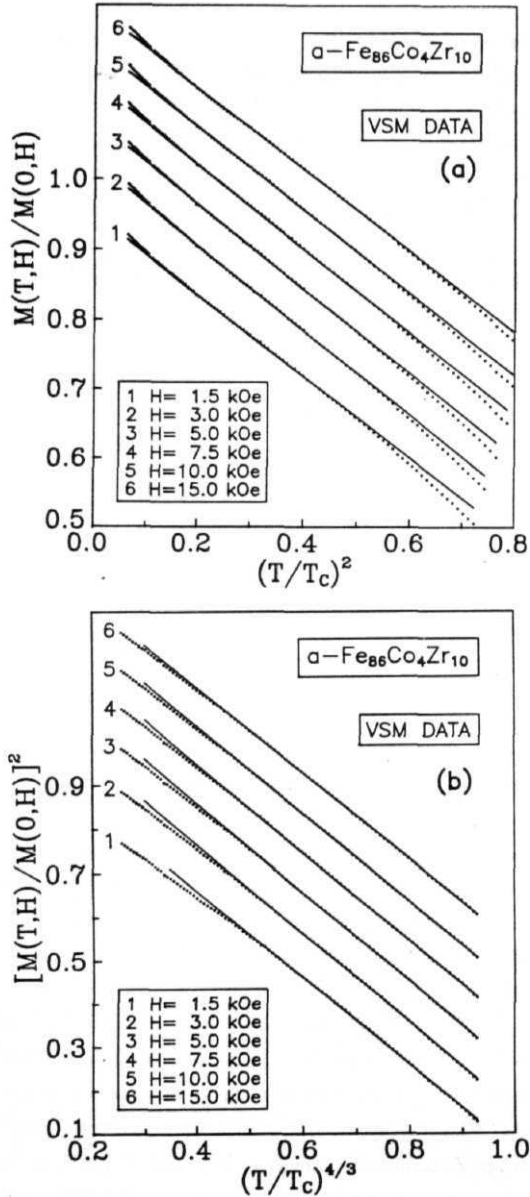 6
5
4
3
2
1
a-Fe₈₆Co₄Zr₁₀
VSM DATA
(a)
M(T,H)/M(0,H)
1.0
0.9
0.8
0.7
0.6
0.5
1 H= 1.5 kOe
2 H= 3.0 kOe
3 H= 5.0 kOe
4 H= 7.5 kOe
5 H=10.0 kOe
6 H=15.0 kOe
0.0 0.2 0.4 0.6 0.8
(T/T_C)²
6
5
4
3
2
1
a-Fe₈₆Co₄Zr₁₀
VSM DATA
(b)
[M(T,H)/M(0,H)]²
0.9
0.7
0.5
0.3
0.1
1 H= 1.5 kOe
2 H= 3.0 kOe
3 H= 5.0 kOe
4 H= 7.5 kOe
5 H=10.0 kOe
6 H=15.0 kOe
0.2 0.4 0.6 0.8 1.0
(T/T_C)^4/3